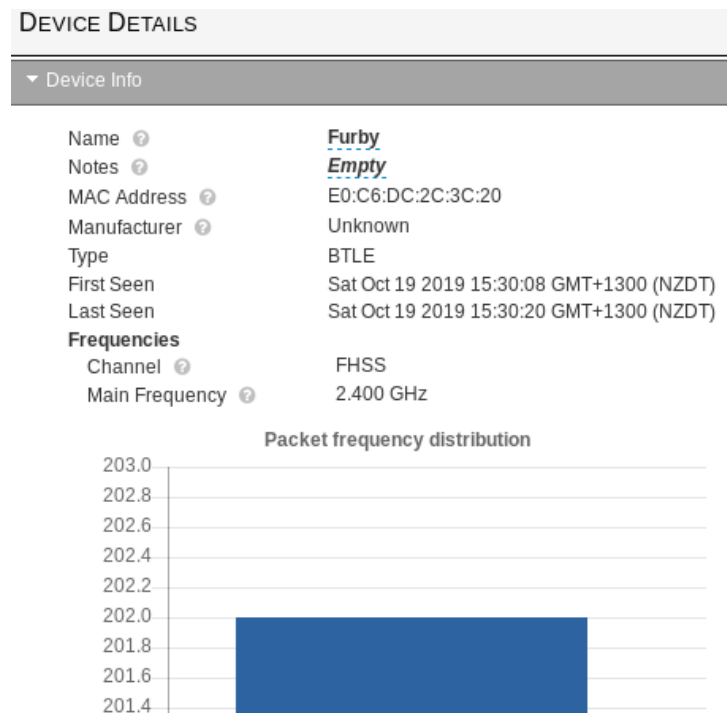 DEVICE DETAILS
Device Info
Name ? Furby
Notes ? Empty
MAC Address ? E0:C6:DC:2C:3C:20
Manufacturer ? Unknown
Type BTLE
First Seen Sat Oct 19 2019 15:30:08 GMT+1300 (NZDT)
Last Seen Sat Oct 19 2019 15:30:20 GMT+1300 (NZDT)
Frequencies
Channel ? FHSS
Main Frequency ? 2.400 GHz
Packet frequency distribution
203.0
202.8
202.6
202.4
202.2
202.0
201.8
201.6
201.4